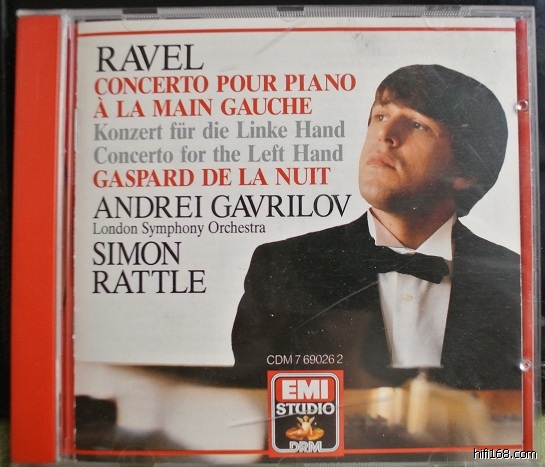 RAVEL
CONCERTO POUR PIANO
À LA MAIN GAUCHE
Konzert für die Linke Hand
Concerto for the Left Hand
GASPARD DE LA NUIT
ANDREI GAVRILOV
London Symphony Orchestra
SIMON
RATTLE
CDM 7 69026 2
EMI
STUDIO
DRM
hifi168.com